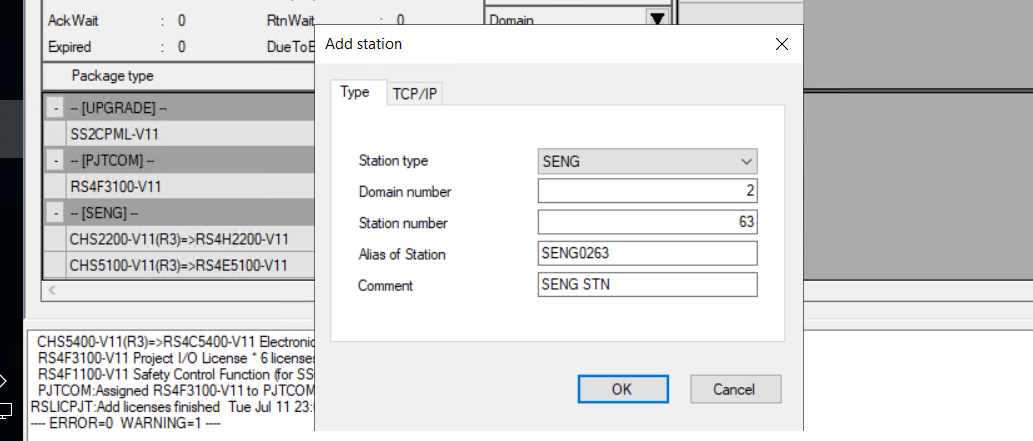 AckWait : 0 RtnWait : 0 Domain
Expired : 0 DueToE
Package type
- -- [UPGRADE] --
SS2CPML-V11
- -- [PJTCOM] --
RS4F3100-V11
- -- [SENG] --
CHS2200-V11(R3)=>RS4H2200-V11
CHS5100-V11(R3)=>RS4E5100-V11
Add station
Type TCP/IP
Station type SENG
Domain number 2
Station number 63
Alias of Station SENG0263
Comment SENG STN
OK Cancel
CHS5400-V11(R3)=>RS4C5400-V11 Electronic
RS4F3100-V11 Project I/O License * 6 licenses
RS4F1100-V11 Safety Control Function (for SS
PJTCOM:Assigned RS4F3100-V11 to PJTCOM
RSLICPJT:Add licenses finished Tue Jul 11 23:
---- ERROR=0 WARNING=1 ----